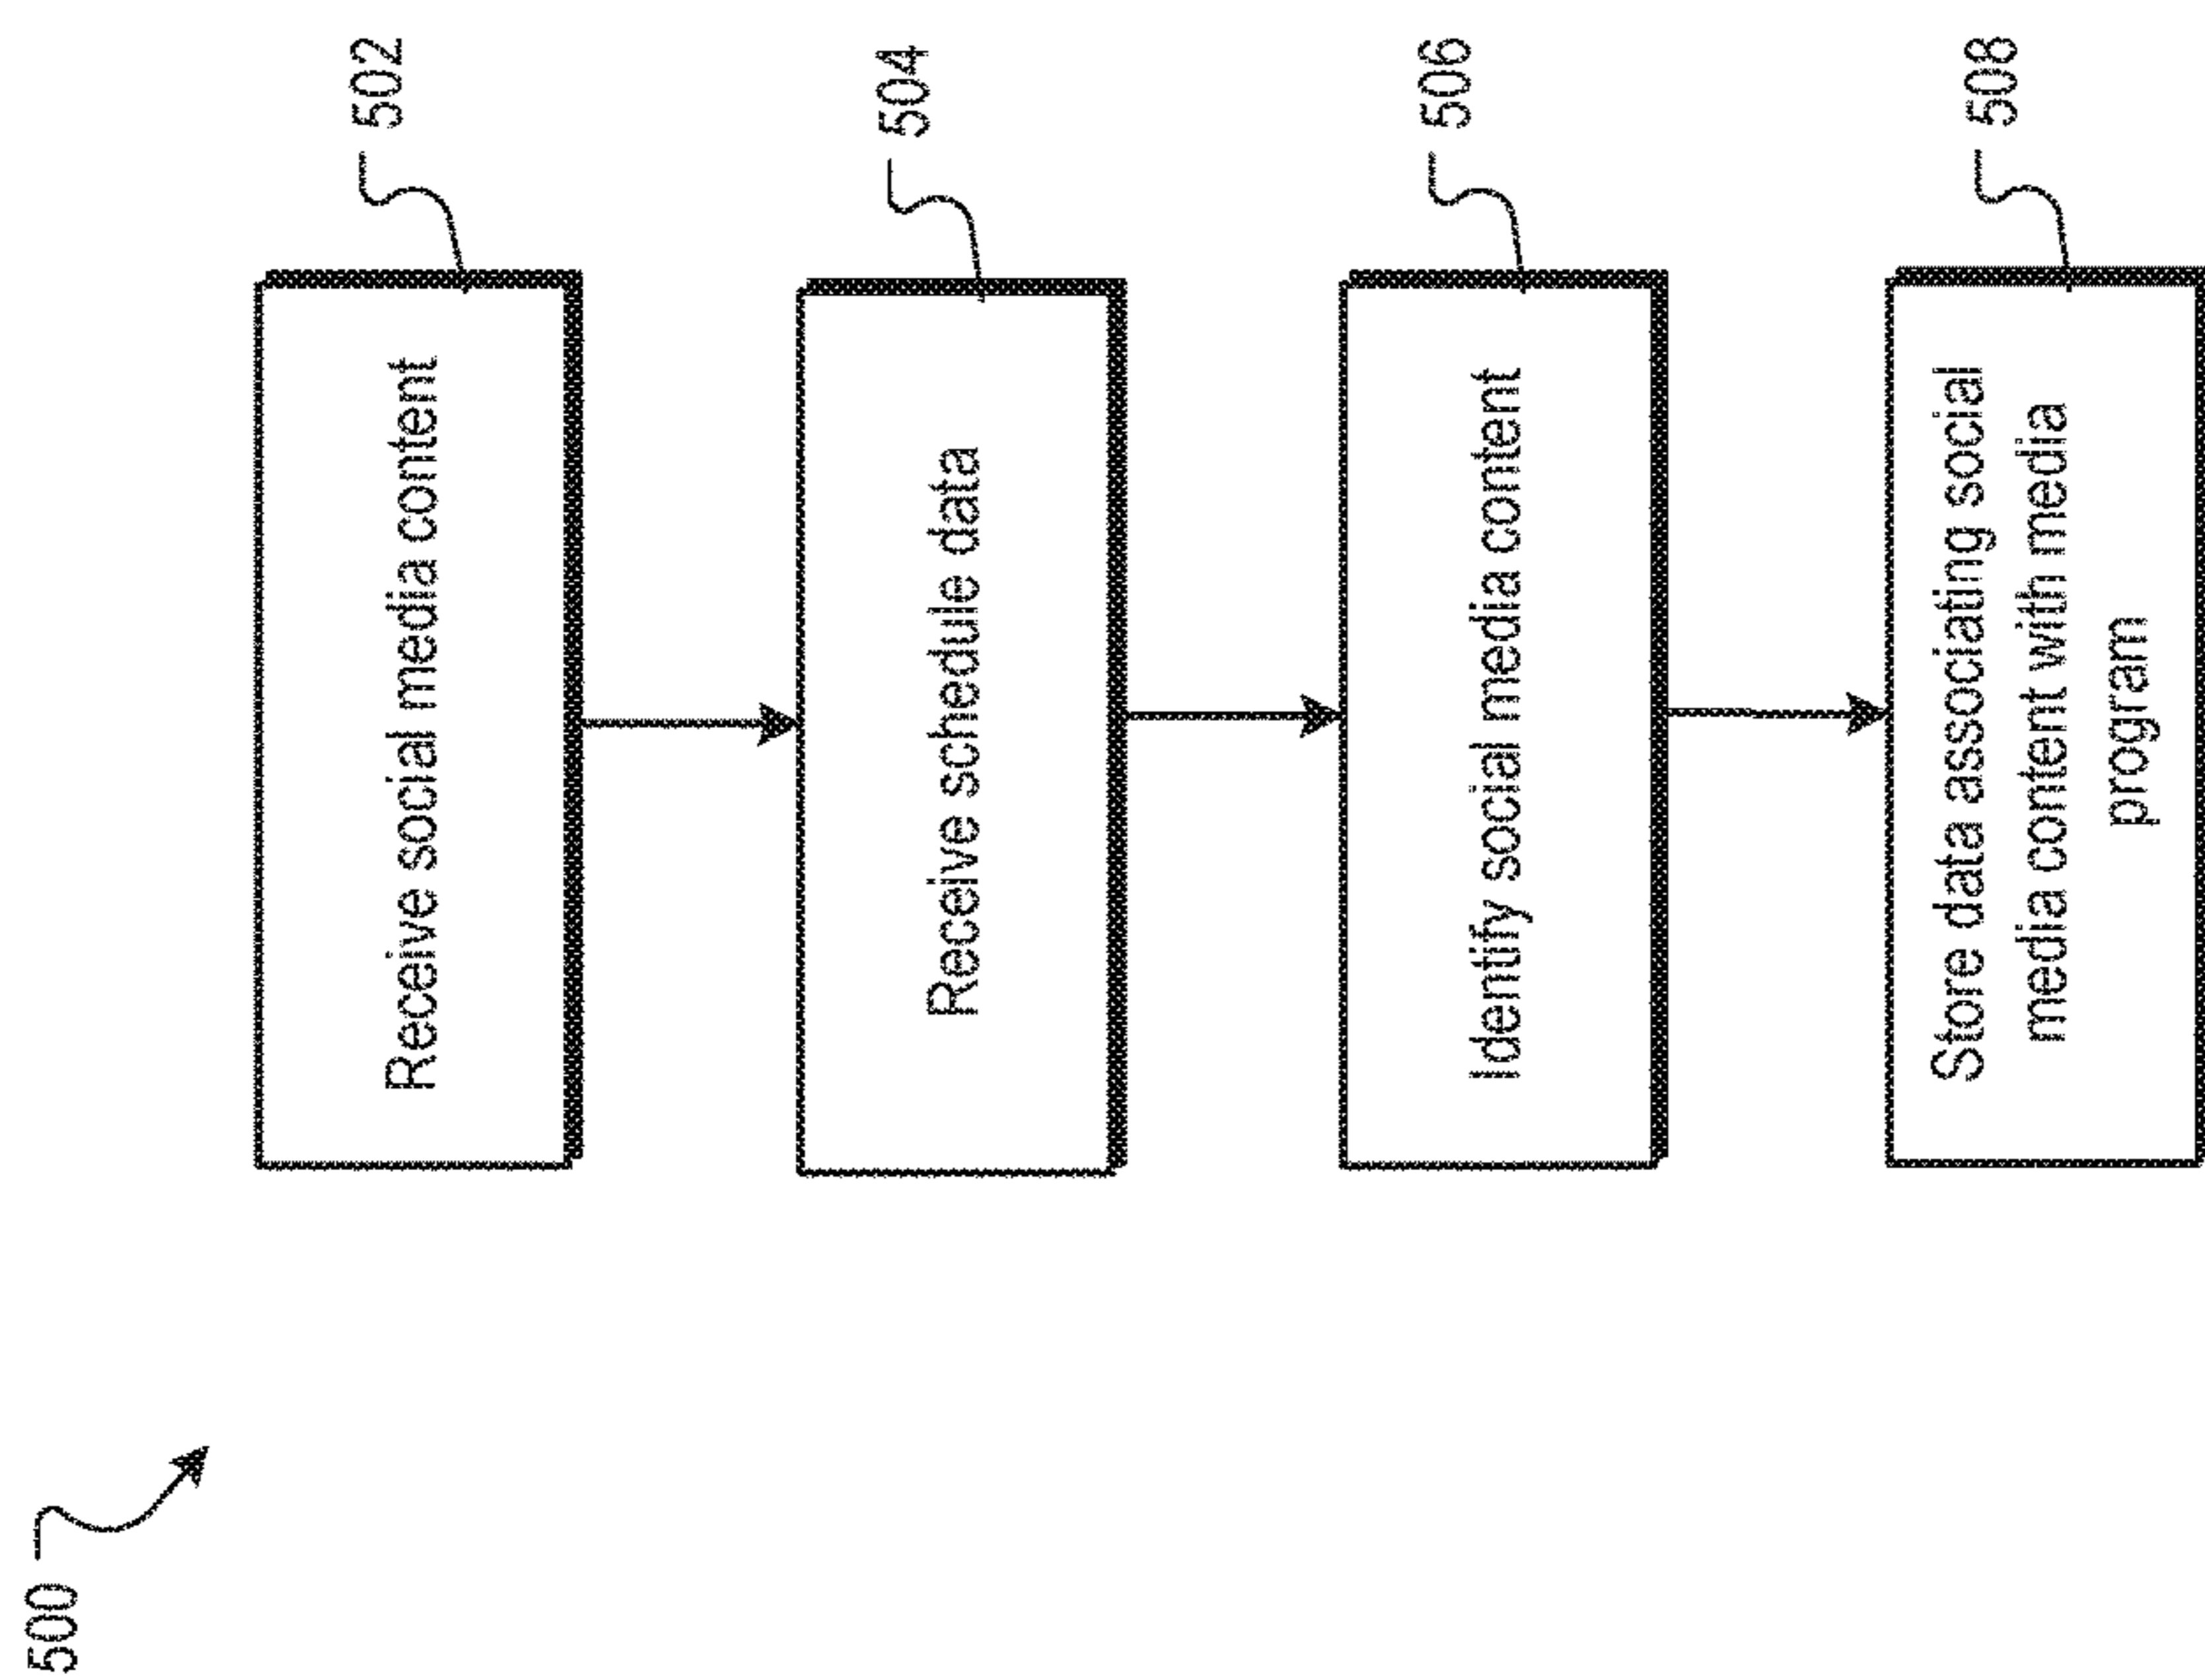 500
Receive social media content
502
Receive schedule data
504
Identify social media content
506
Store data associating social
media content with media
program
508